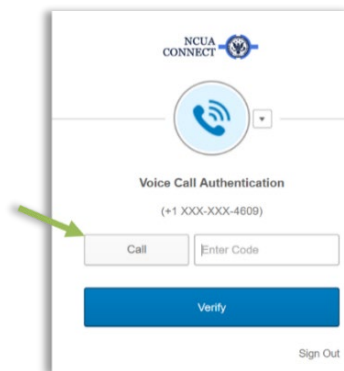 NCUA
CONNECT
Voice Call Authentication
(+1 XXX-XXX-4609)
Call
Enter Code
Verify
Sign Out